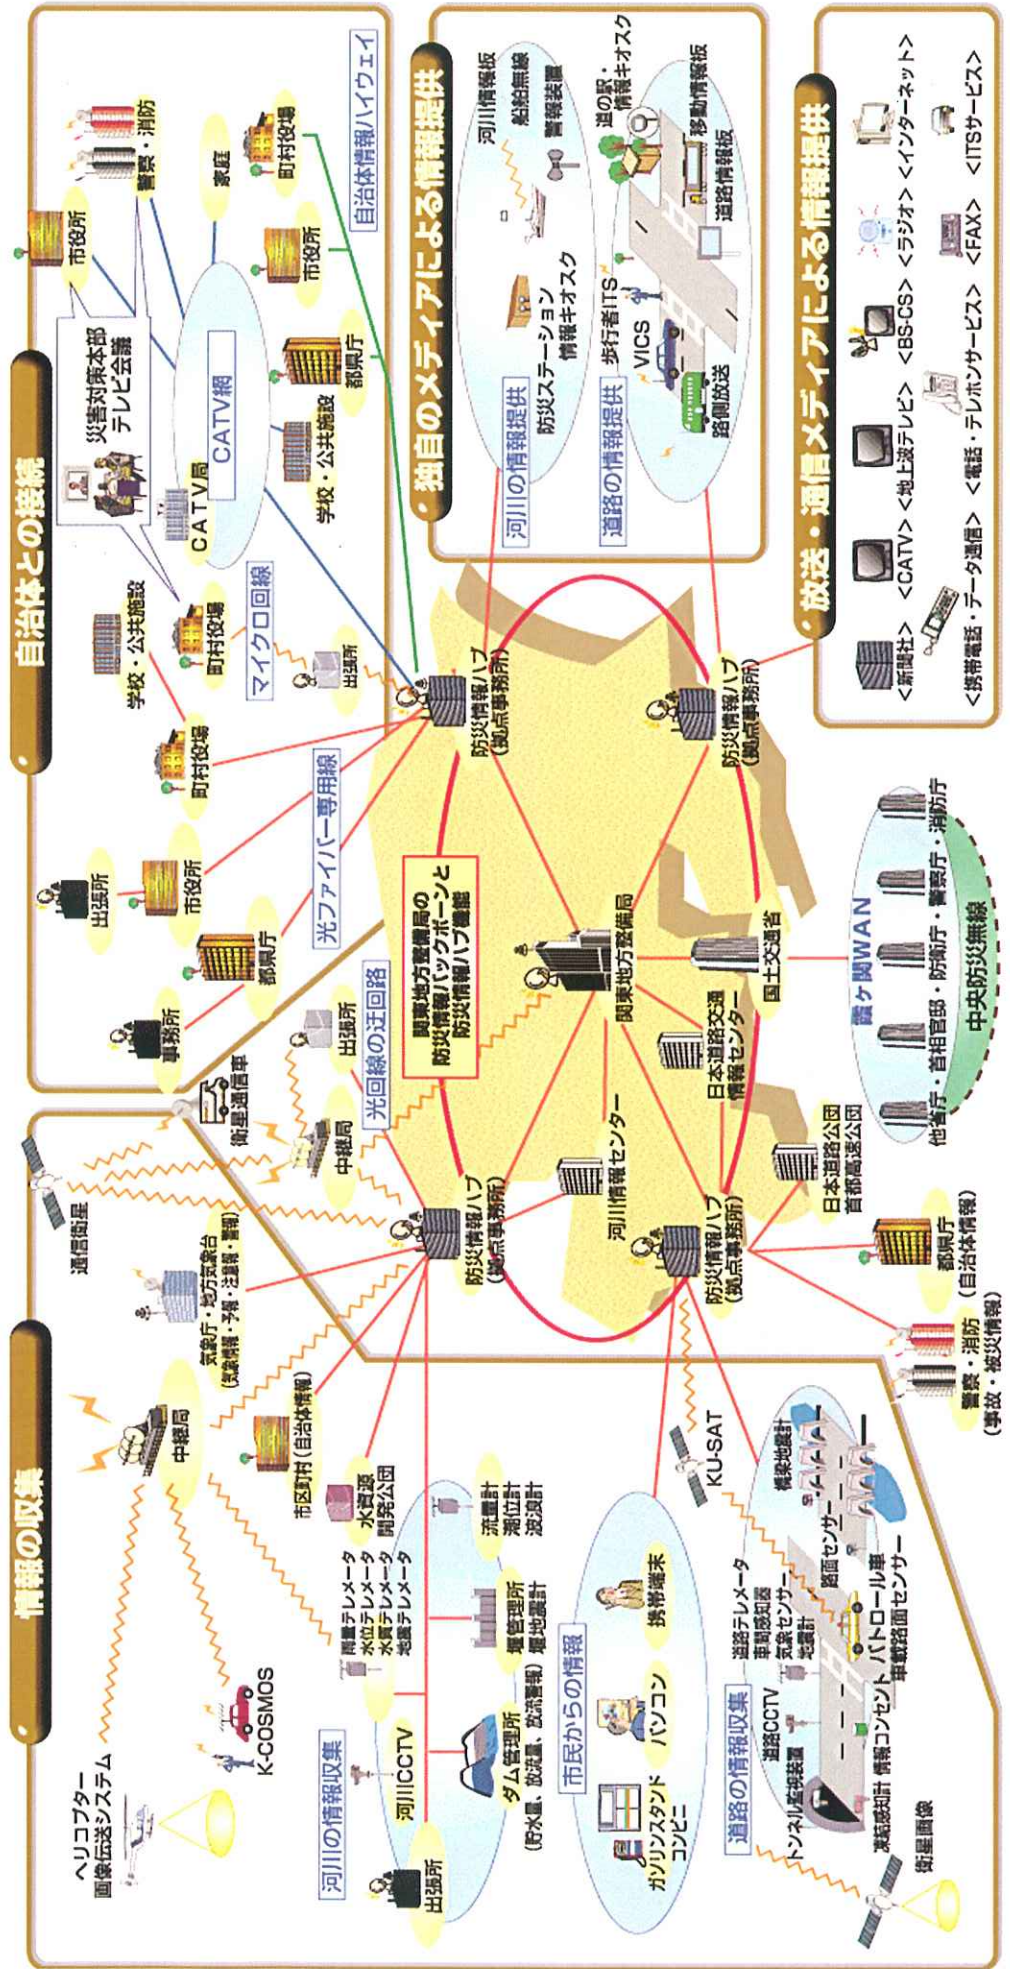 情報の収集
ヘリコプター
画像伝送システム
K-COSMOS
中継局
通信衛星
衛星通信車
気象庁・地方気象台
(気象情報・予報・注意報・警報)
市区町村(自治体情報)
水資源
開発公団
河川の情報収集
河川CCTV
雨量テレメータ
水位テレメータ
水質テレメータ
地震テレメータ
出張所
ダム管理所
(貯水量、放流量、放流警報)
堰管理所
堰地震計
流量計
潮位計
波浪計
市民からの情報
ガソリンスタンド
コンビニ
パソコン
携帯端末
KU-SAT
道路の情報収集
トンネル監視装置
道路CCTV
道路テレメータ
車間感知器
気象センサー
地震計
路面センサー
橋梁地震計
凍結感知計
情報コンセント
パトロール車
車載路面センサー
衛星画像
警察・消防
(事故・被災情報)
都県庁
(自治体情報)
中継局
出張所
光回線の迂回路
関東地方整備局の
防災情報バックボーンと
防災情報ハブ機能
防災情報ハブ
(拠点事務所)
河川情報センター
防災情報ハブ
(拠点事務所)
日本道路公団
首都高速公団
日本道路交通
情報センター
関東地方整備局
国土交通省
防災情報ハブ
(拠点事務所)
防災情報ハブ
(拠点事務所)
霞ヶ関WAN
他省庁・首相官邸・防衛庁・警察庁・消防庁
中央防災無線
自治体との接続
事務所
都県庁
出張所
市役所
光ファイバー専用線
町村役場
学校・公共施設
町村役場
マイクロ回線
出張所
災害対策本部
テレビ会議
CATV局
CATV網
市役所
警察・消防
家庭
学校・公共施設
都県庁
市役所
町村役場
自治体情報ハイウェイ
独自のメディアによる情報提供
河川の情報提供
防災ステーション
情報キオスク
河川情報板
船舶無線
警報装置
道路の情報提供
歩行者ITS
VICS
路側放送
道の駅・
情報キオスク
道路情報板
移動情報板
放送・通信メディアによる情報提供
<新聞社> <CATV> <地上波テレビ> <BS-CS> <ラジオ> <インターネット>
<携帯電話・データ通信> <電話・テレホンサービス> <FAX> <ITSサービス>